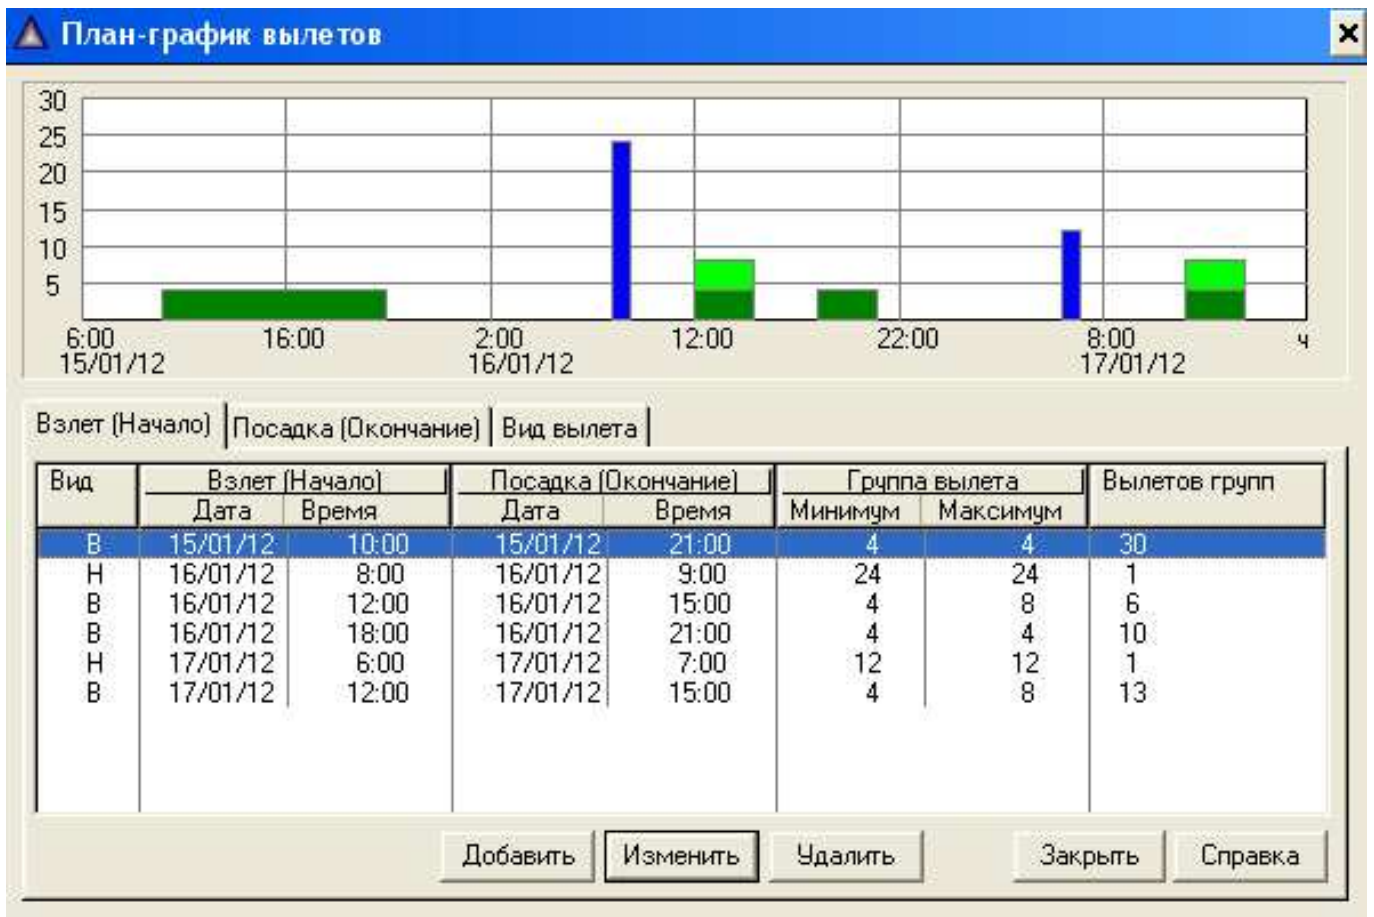 План-график вылетов
30
25
20
15
10
5
6:00 16:00 2:00 12:00 22:00 8:00 ч
15/01/12 16/01/12 17/01/12
Взлет (Начало) Посадка (Окончание) Вид вылета
Вид Взлет (Начало) Посадка (Окончание) Группа вылета Вылетов групп
Дата Время Дата Время Минимум Максимум
В 15/01/12 10:00 15/01/12 21:00 4 4 30
Н 16/01/12 8:00 16/01/12 9:00 24 24 1
В 16/01/12 12:00 16/01/12 15:00 4 8 6
В 16/01/12 18:00 16/01/12 21:00 4 4 10
Н 17/01/12 6:00 17/01/12 7:00 12 12 1
В 17/01/12 12:00 17/01/12 15:00 4 8 13
Добавить Изменить Удалить Закрыть Справка